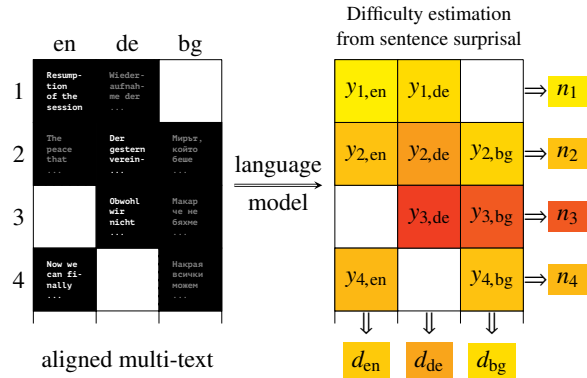 Difficulty estimation
from sentence surprisal
en de bg
1
Resump-
tion
of the
session
Wieder-
aufnah-
me der
...
y1,en y1,de ⇒ n1
2
The
peace
that
...
Der
gestern
verein-
...
Мирът,
който
беше
...
y2,en y2,de y2,bg ⇒ n2
language
model
3
Obwohl
wir
nicht
...
Макар
че не
бяхме
...
y3,de y3,bg ⇒ n3
4
Now we
can fi-
nally
...
Накрая
всички
можем
...
y4,en y4,bg ⇒ n4
aligned multi-text
den dde dbg